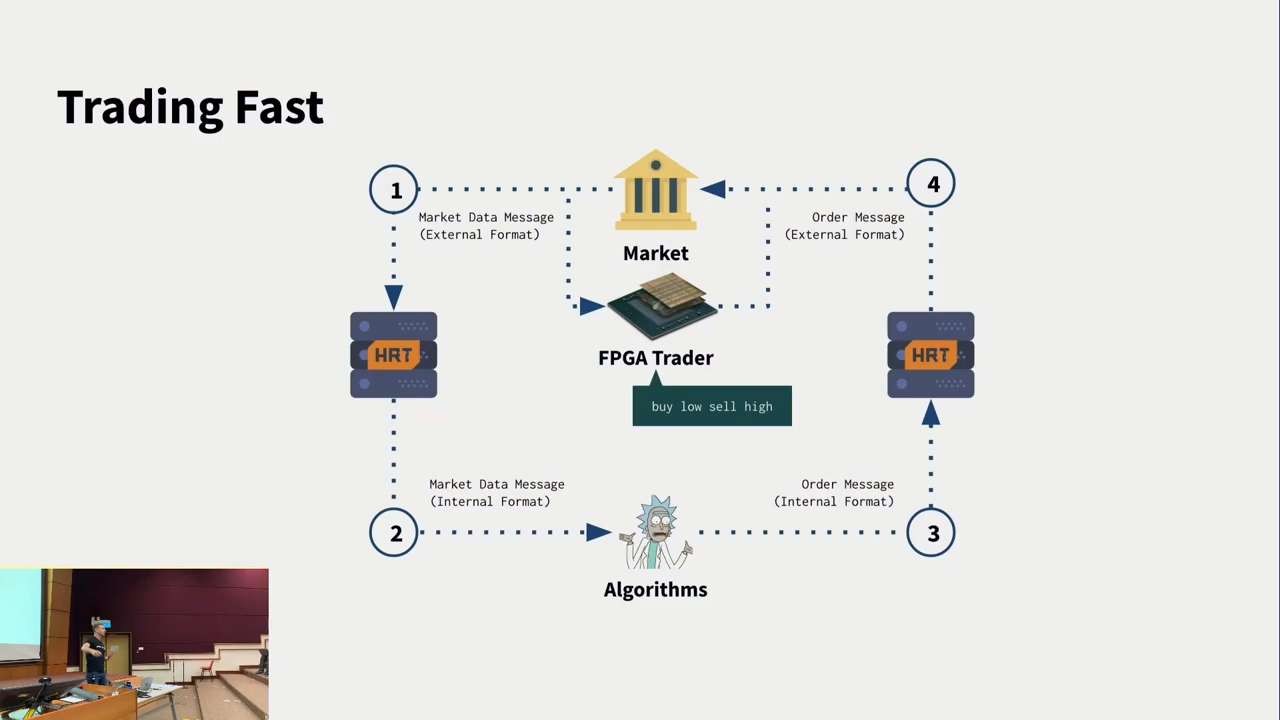 Trading Fast
1
4
Market Data Message
(External Format)
Order Message
(External Format)
Market
HRT
HRT
FPGA Trader
buy low sell high
Market Data Message
(Internal Format)
Order Message
(Internal Format)
2
3
Algorithms